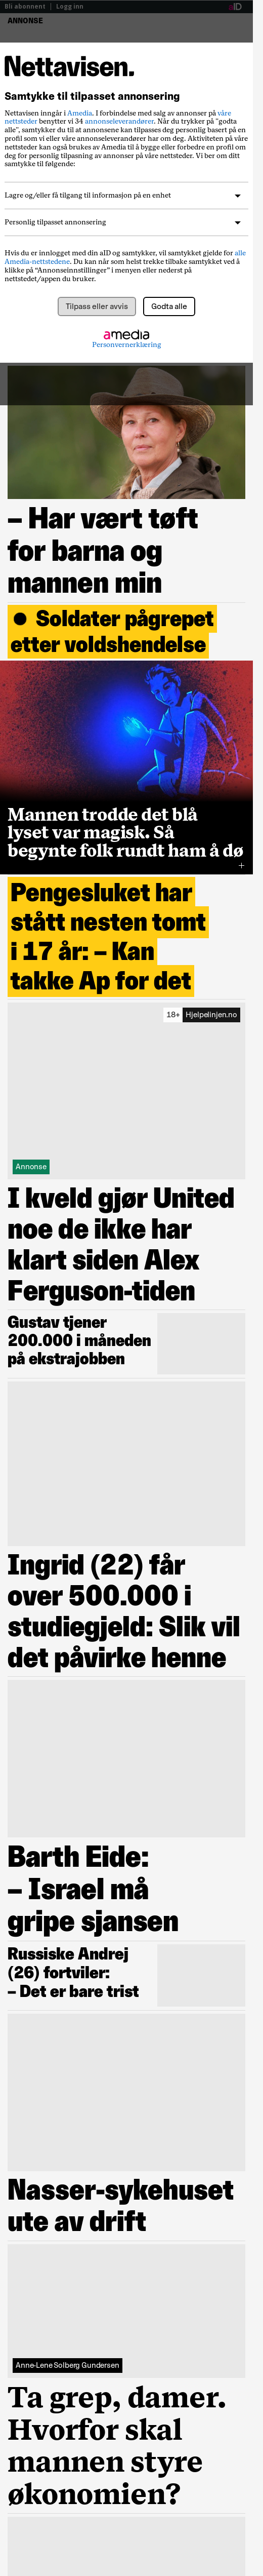 Bli abonnent | Logg inn
aID
ANNONSE
Nettavisen.
Samtykke til tilpasset annonsering
Nettavisen inngår i Amedia. I forbindelse med salg av annonser på våre
nettsteder benytter vi 34 annonseleverandører. Når du trykker på "godta
alle", samtykker du til at annonsene kan tilpasses deg personlig basert på en
profil som vi eller våre annonseleverandører har om deg. Aktiviteten på våre
nettsteder kan også brukes av Amedia til å bygge eller forbedre en profil om
deg for personlig tilpasning av annonser på våre nettsteder. Vi ber om ditt
samtykke til følgende:
Lagre og/eller få tilgang til informasjon på en enhet
Personlig tilpasset annonsering
Hvis du er innlogget med din aID og samtykker, vil samtykket gjelde for alle
Amedia-nettstedene. Du kan når som helst trekke tilbake samtykket ved å
klikke på “Annonseinnstillinger” i menyen eller nederst på
nettstedet/appen du bruker.
Tilpass eller avvis
Godta alle
amedia
Personvernerklæring
– Har vært tøft
for barna og
mannen min
● Soldater pågrepet
etter voldshendelse
Mannen trodde det blå
lyset var magisk. Så
begynte folk rundt ham å dø
+
Pengesluket har
stått nesten tomt
i 17 år: – Kan
takke Ap for det
18+ Hjelpelinjen.no
Annonse
I kveld gjør United
noe de ikke har
klart siden Alex
Ferguson-tiden
Gustav tjener
200.000 i måneden
på ekstrajobben
Ingrid (22) får
over 500.000 i
studiegjeld: Slik vil
det påvirke henne
Barth Eide:
– Israel må
gripe sjansen
Russiske Andrej
(26) fortviler:
– Det er bare trist
Nasser-sykehuset
ute av drift
Anne-Lene Solberg Gundersen
Ta grep, damer.
Hvorfor skal
mannen styre
økonomien?